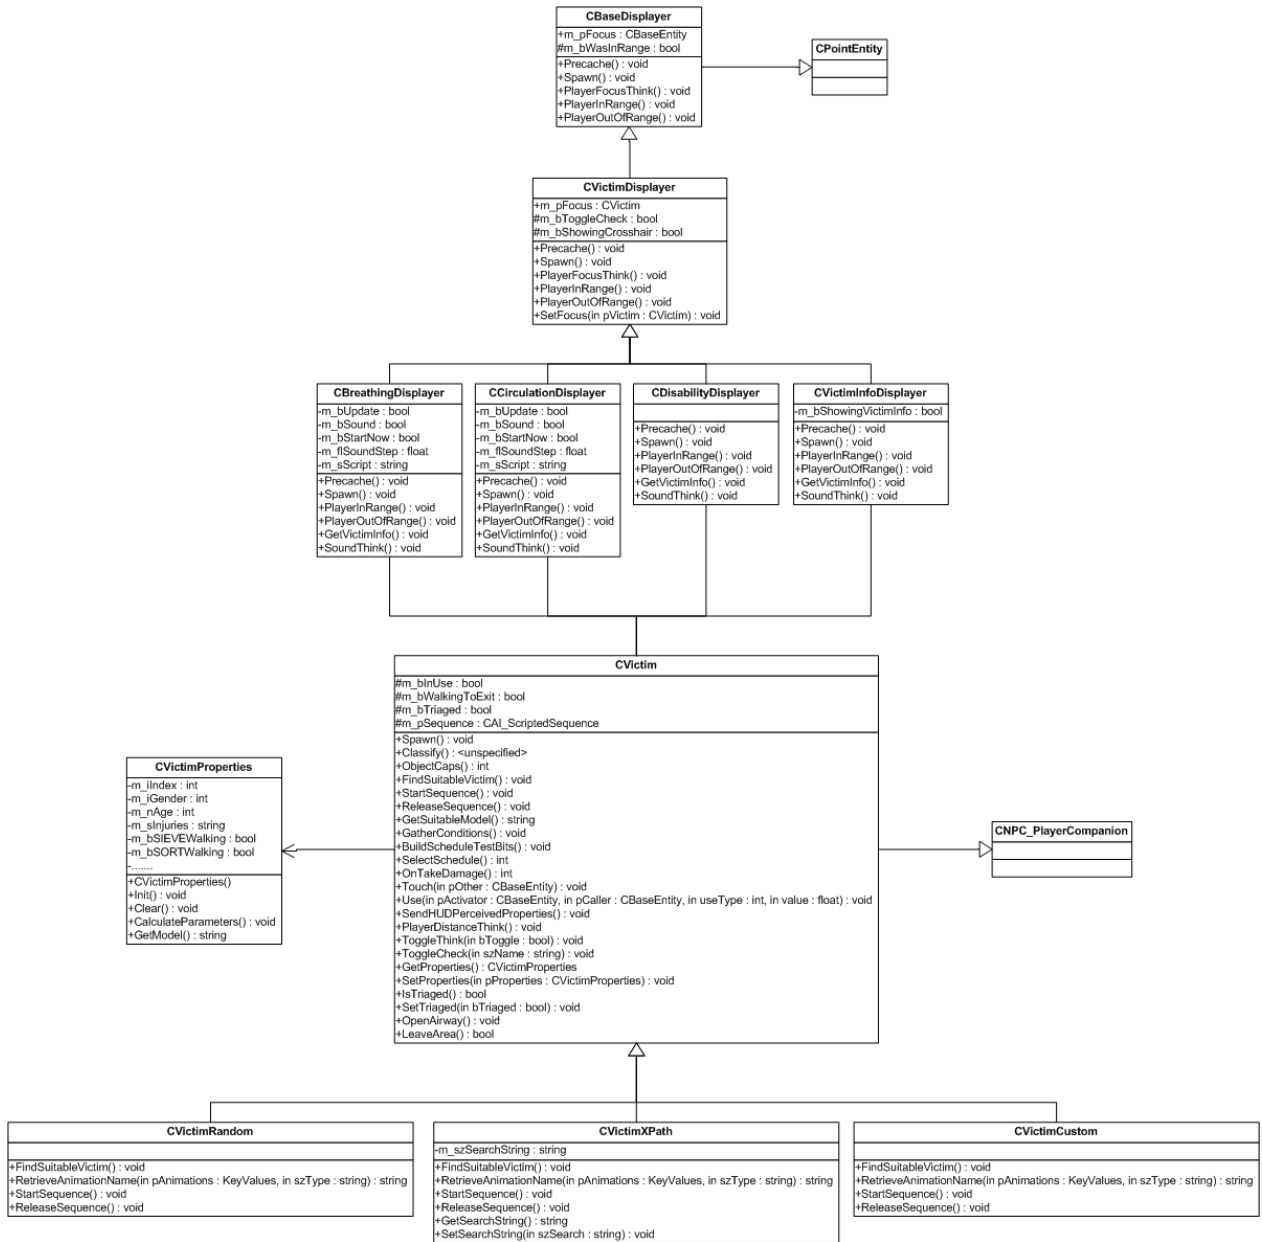 CBaseDisplayer
+m_pFocus : CBaseEntity
#m_bWasInRange : bool
+Precache() : void
+Spawn() : void
+PlayerFocusThink() : void
+PlayerInRange() : void
+PlayerOutOfRange() : void
CPointEntity
CVictimDisplayer
+m_pFocus : CVictim
#m_bToggleCheck : bool
#m_bShowingCrosshair : bool
+Precache() : void
+Spawn() : void
+PlayerFocusThink() : void
+PlayerInRange() : void
+PlayerOutOfRange() : void
+SetFocus(in pVictim : CVictim) : void
CBreathingDisplayer
-m_bUpdate : bool
-m_bSound : bool
-m_bStartNow : bool
-m_flSoundStep : float
-m_sScript : string
+Precache() : void
+Spawn() : void
+PlayerInRange() : void
+PlayerOutOfRange() : void
+GetVictimInfo() : void
+SoundThink() : void
CCirculationDisplayer
-m_bUpdate : bool
-m_bSound : bool
-m_bStartNow : bool
-m_flSoundStep : float
-m_sScript : string
+Precache() : void
+Spawn() : void
+PlayerInRange() : void
+PlayerOutOfRange() : void
+GetVictimInfo() : void
+SoundThink() : void
CDisabilityDisplayer
+Precache() : void
+Spawn() : void
+PlayerInRange() : void
+PlayerOutOfRange() : void
+GetVictimInfo() : void
+SoundThink() : void
CVictimInfoDisplayer
-m_bShowingVictimInfo : bool
+Precache() : void
+Spawn() : void
+PlayerInRange() : void
+PlayerOutOfRange() : void
+GetVictimInfo() : void
+SoundThink() : void
CVictim
#m_bInUse : bool
#m_bWalkingToExit : bool
#m_bTriaged : bool
#m_pSequence : CAI_ScriptedSequence
+Spawn() : void
+Classify() : <unspecified>
+ObjectCaps() : int
+FindSuitableVictim() : void
+StartSequence() : void
+ReleaseSequence() : void
+GetSuitableModel() : string
+GatherConditions() : void
+BuildScheduleTestBits() : void
+SelectSchedule() : int
+OnTakeDamage() : int
+Touch(in pOther : CBaseEntity) : void
+Use(in pActivator : CBaseEntity, in pCaller : CBaseEntity, in useType : int, in value : float) : void
+SendHUDPerceivedProperties() : void
+PlayerDistanceThink() : void
+ToggleThink(in bToggle : bool) : void
+ToggleCheck(in szName : string) : void
+GetProperties() : CVictimProperties
+SetProperties(in pProperties : CVictimProperties) : void
+IsTriaged() : bool
+SetTriaged(in bTriaged : bool) : void
+OpenAirway() : void
+LeaveArea() : bool
CVictimProperties
-m_iIndex : int
-m_iGender : int
-m_nAge : int
-m_sInjuries : string
-m_bSIEVEWalking : bool
-m_bSORTWalking : bool
-.......
+CVictimProperties()
+Init() : void
+Clear() : void
+CalculateParameters() : void
+GetModel() : string
CNPC_PlayerCompanion
CVictimRandom
+FindSuitableVictim() : void
+RetrieveAnimationName(in pAnimations : KeyValues, in szType : string) : string
+StartSequence() : void
+ReleaseSequence() : void
CVictimXPath
-m_szSearchString : string
+FindSuitableVictim() : void
+RetrieveAnimationName(in pAnimations : KeyValues, in szType : string) : string
+StartSequence() : void
+ReleaseSequence() : void
+GetSearchString() : string
+SetSearchString(in szSearch : string) : void
CVictimCustom
+FindSuitableVictim() : void
+RetrieveAnimationName(in pAnimations : KeyValues, in szType : string) : string
+StartSequence() : void
+ReleaseSequence() : void